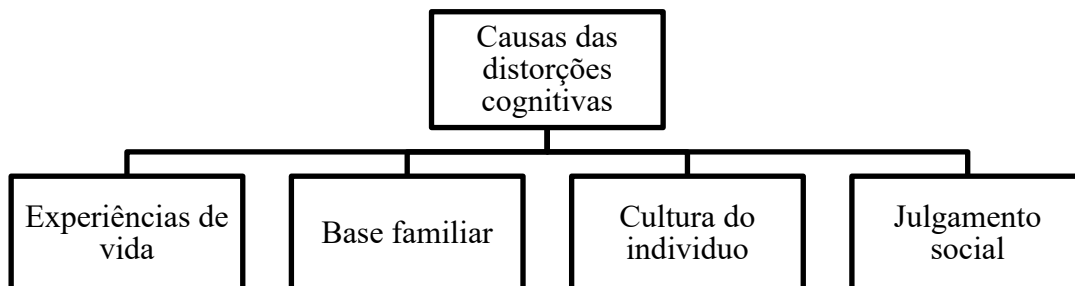 Causas das
distorções
cognitivas
Experiências de
vida
Base familiar
Cultura do
individuo
Julgamento
social